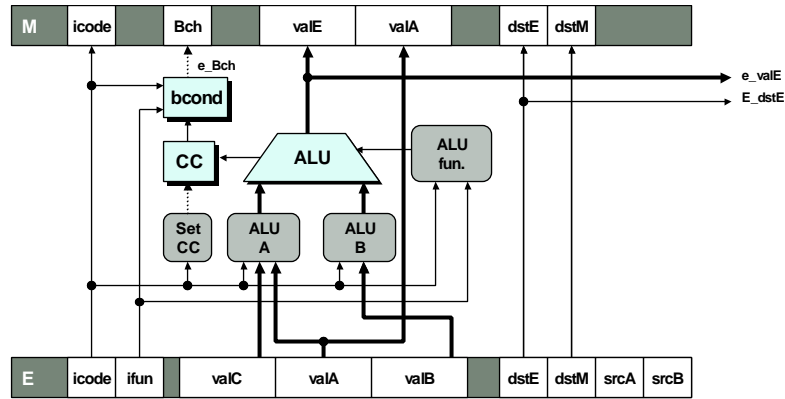 M icode Bch valE valA dstE dstM
e_Bch
e_valE
E_dstE
bcond
CC
ALU
ALU
fun.
Set
CC
ALU
A
ALU
B
E icode ifun valC valA valB dstE dstM srcA srcB